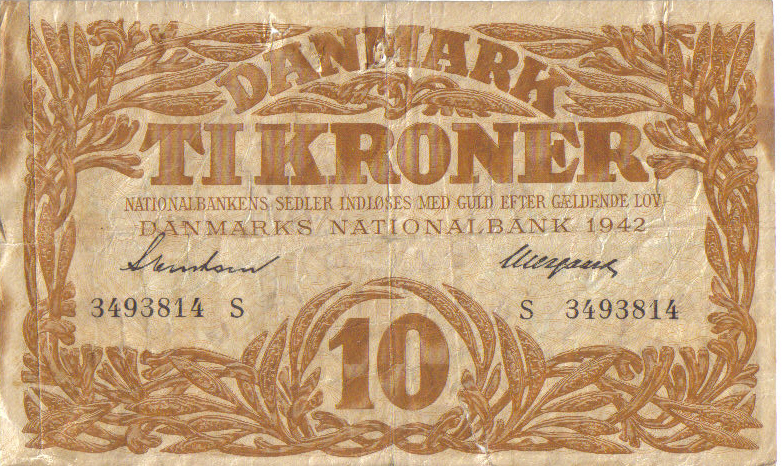 DANMARK
TI KRONER
NATIONALBANKENS SEDLER INDLØSES MED GULD EFTER GÆLDENDE LOV
DANMARKS NATIONALBANK 1942
3493814 S S 3493814
10